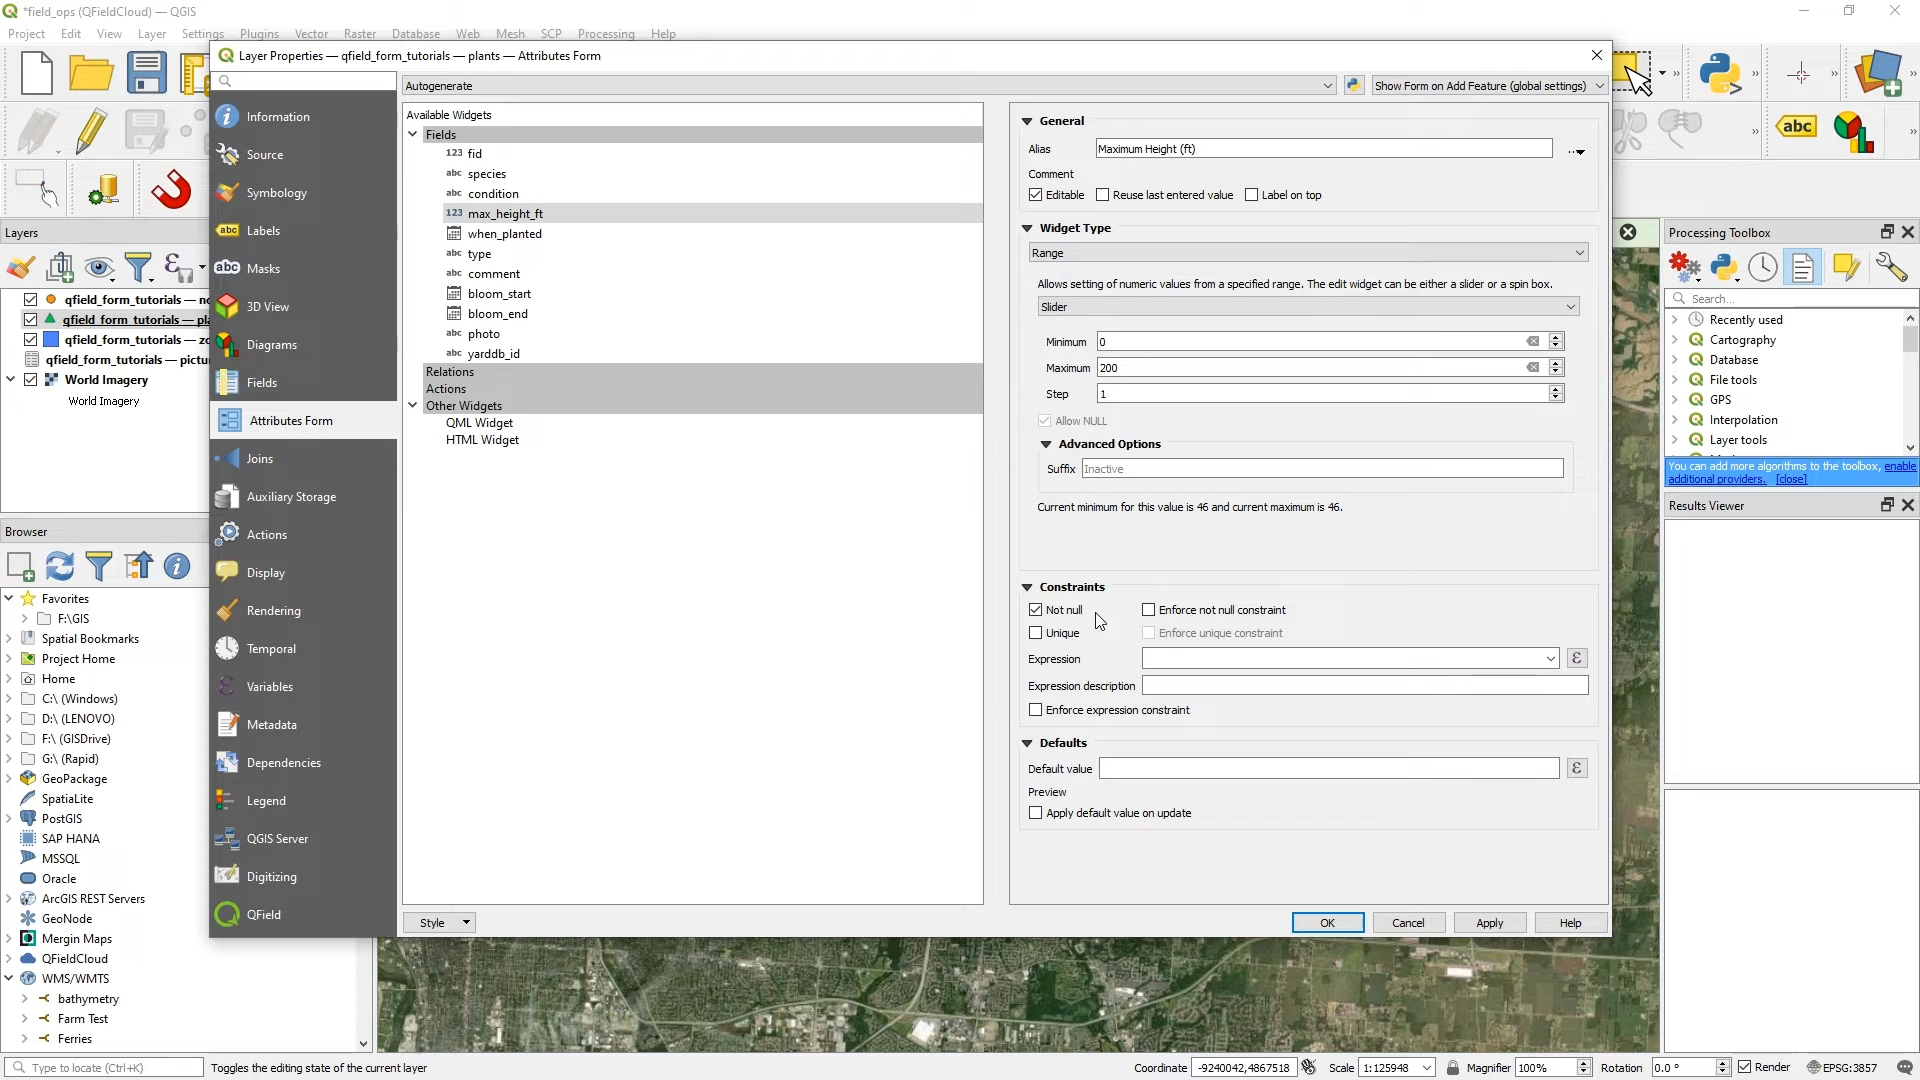 *field_ops (QFieldCloud) — QGIS
Project Edit View Layer Settings Plugins Vector Raster Database Web Mesh SCP Processing Help
Layer Properties — qfield_form_tutorials — plants — Attributes Form
Autogenerate
Show Form on Add Feature (global settings)
Information
Source
Symbology
Labels
Masks
3D View
Diagrams
Fields
Attributes Form
Joins
Auxiliary Storage
Actions
Display
Rendering
Temporal
Variables
Metadata
Dependencies
Legend
QGIS Server
Digitizing
QField
Available Widgets
Fields
123 fid
abc species
abc condition
123 max_height_ft
when_planted
abc type
abc comment
bloom_start
bloom_end
abc photo
abc yarddb_id
Relations
Actions
Other Widgets
QML Widget
HTML Widget
Style
General
Alias Maximum Height (ft)
Comment
Editable Reuse last entered value Label on top
Widget Type
Range
Allows setting of numeric values from a specified range. The edit widget can be either a slider or a spin box.
Slider
Minimum 0
Maximum 200
Step 1
Allow NULL
Advanced Options
Suffix Inactive
Current minimum for this value is 46 and current maximum is 46.
Constraints
Not null Enforce not null constraint
Unique Enforce unique constraint
Expression
Expression description
Enforce expression constraint
Defaults
Default value
Preview
Apply default value on update
OK Cancel Apply Help
Layers
qfield_form_tutorials — no
qfield_form_tutorials — pla
qfield_form_tutorials — zo
qfield_form_tutorials — pictu
World Imagery
World Imagery
Browser
Favorites
F:\GIS
Spatial Bookmarks
Project Home
Home
C:\ (Windows)
D:\ (LENOVO)
F:\ (GISDrive)
G:\ (Rapid)
GeoPackage
SpatiaLite
PostGIS
SAP HANA
MSSQL
Oracle
ArcGIS REST Servers
GeoNode
Mergin Maps
QFieldCloud
WMS/WMTS
bathymetry
Farm Test
Ferries
abc
Processing Toolbox
Search...
Recently used
Cartography
Database
File tools
GPS
Interpolation
Layer tools
You can add more algorithms to the toolbox, enable
additional providers. [close]
Results Viewer
Type to locate (Ctrl+K)
Toggles the editing state of the current layer
Coordinate -9240042,4867518 Scale 1:125948 Magnifier 100% Rotation 0.0 ° Render EPSG:3857